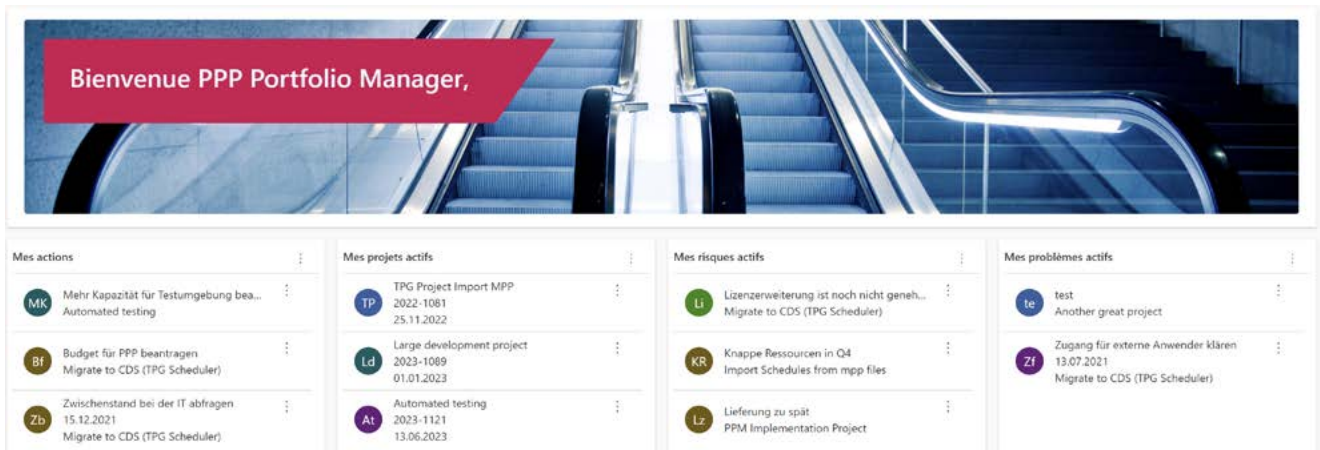 Bienvenue PPP Portfolio Manager,
Mes actions
MK
Mehr Kapazität für Testumgebung bea...
Automated testing
Bf
Budget für PPP beantragen
Migrate to CDS (TPG Scheduler)
Zb
Zwischenstand bei der IT abfragen
15.12.2021
Migrate to CDS (TPG Scheduler)
Mes projets actifs
TP
TPG Project Import MPP
2022-1081
25.11.2022
Ld
Large development project
2023-1089
01.01.2023
At
Automated testing
2023-1121
13.06.2023
Mes risques actifs
Li
Lizenzerweiterung ist noch nicht geneh...
Migrate to CDS (TPG Scheduler)
KR
Knappe Ressourcen in Q4
Import Schedules from mpp files
Lz
Lieferung zu spät
PPM Implementation Project
Mes problèmes actifs
te
test
Another great project
Zf
Zugang für externe Anwender klären
13.07.2021
Migrate to CDS (TPG Scheduler)